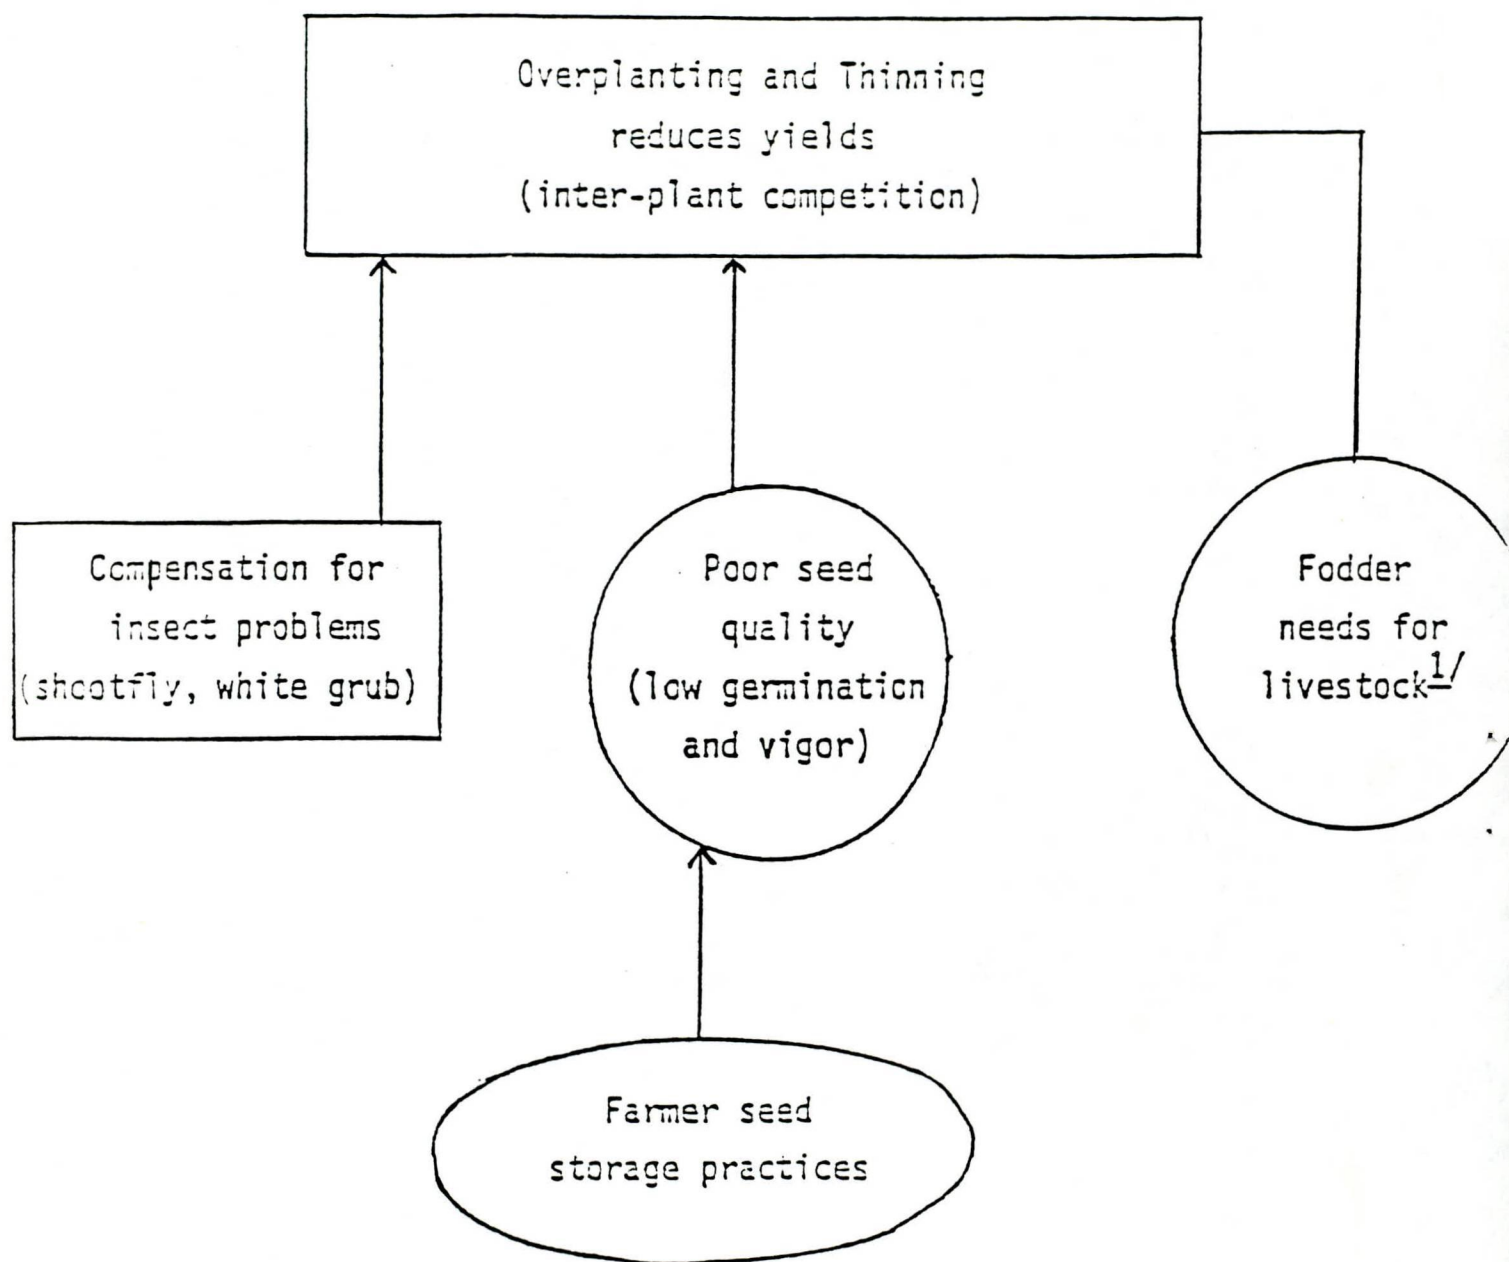 Overplanting and Thinning
reduces yields
(inter-plant competition)
Compensation for
insect problems
(shootfly, white grub)
Poor seed
quality
(low germination
and vigor)
Fodder
needs for
livestock1/
Farmer seed
storage practices